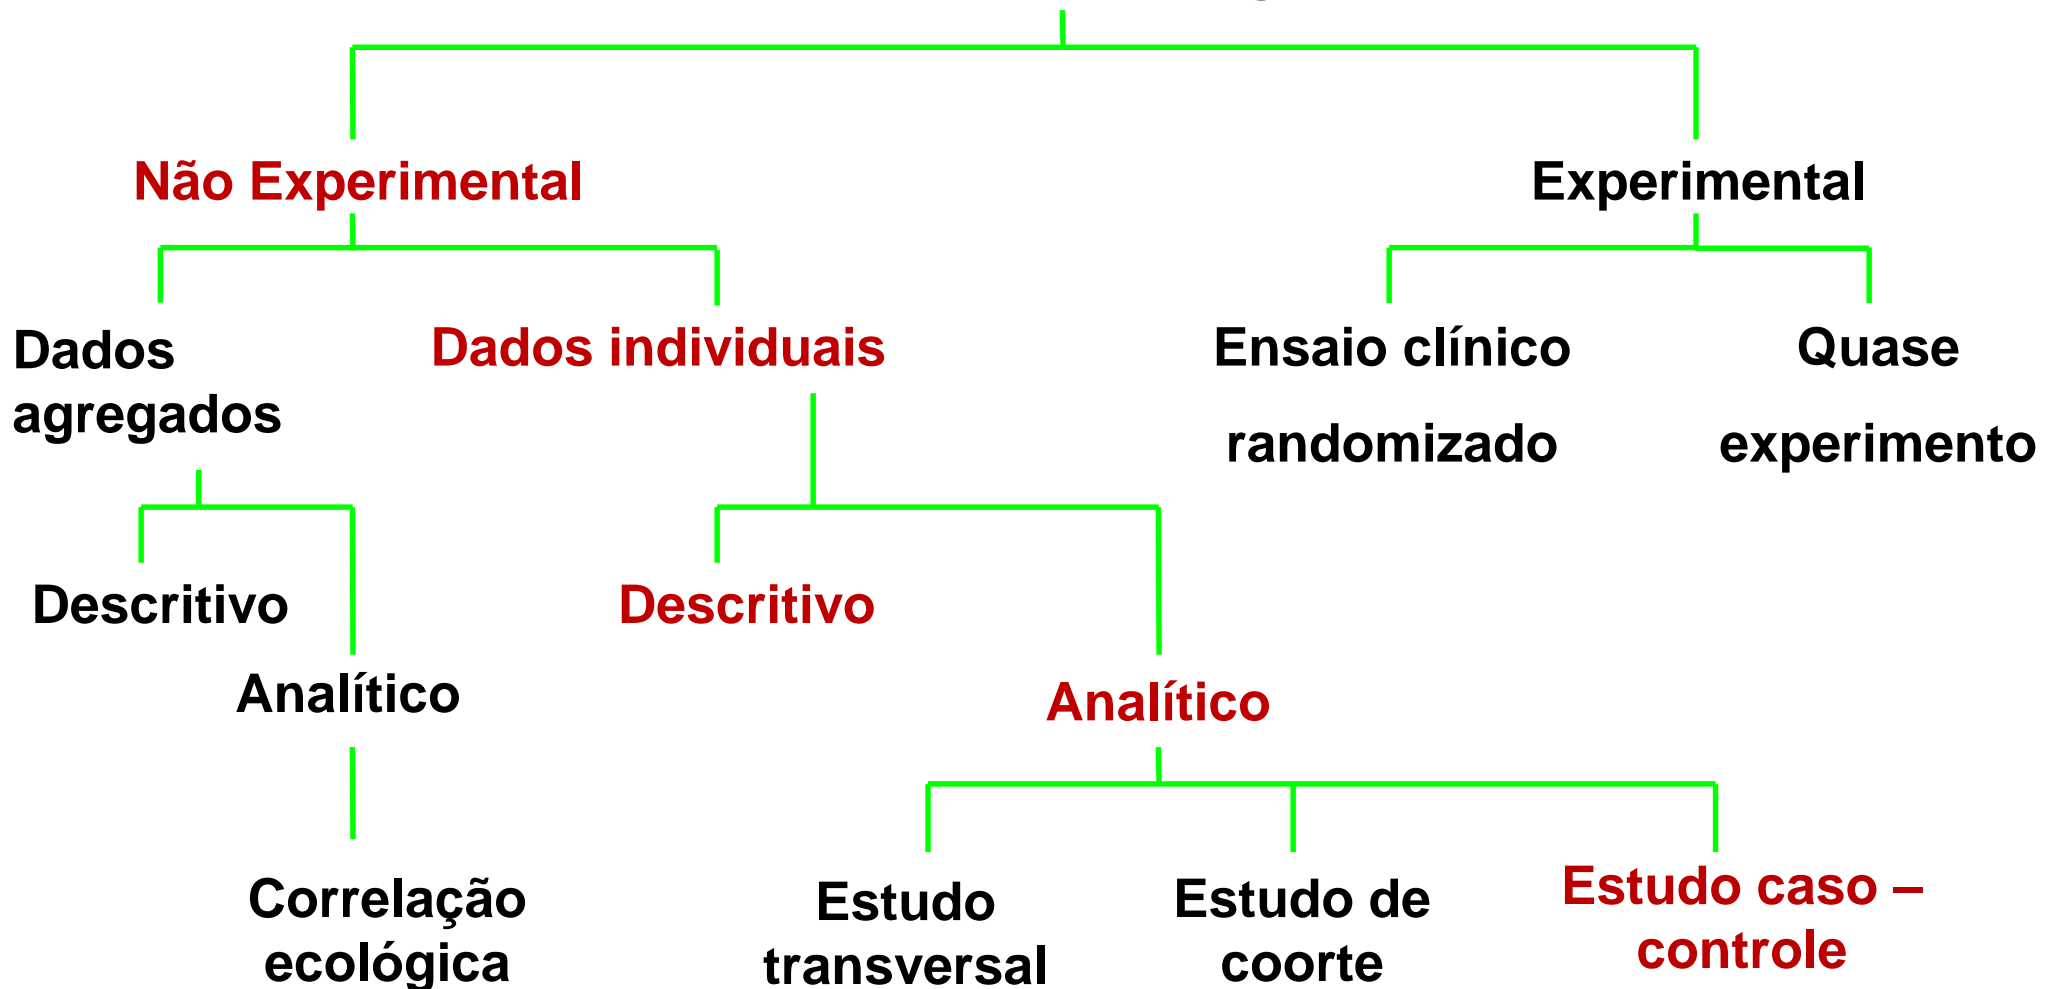 Não Experimental
Experimental
Dados
agregados
Dados individuais
Ensaio clínico
randomizado
Quase
experimento
Descritivo
Descritivo
Analítico
Analítico
Correlação
ecológica
Estudo
transversal
Estudo de
coorte
Estudo caso –
controle